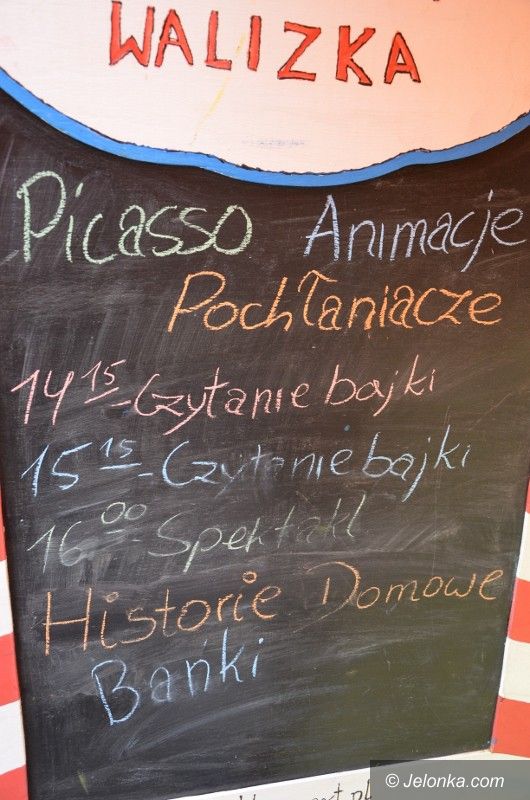 WALIZKA
Picasso Animacje
Pochłaniacze
14 15 - Czytanie bajki
15 15 - Czytanie bajki
16 00 - Spektakl
Historie Domowe
Bańki
© Jelonka.com